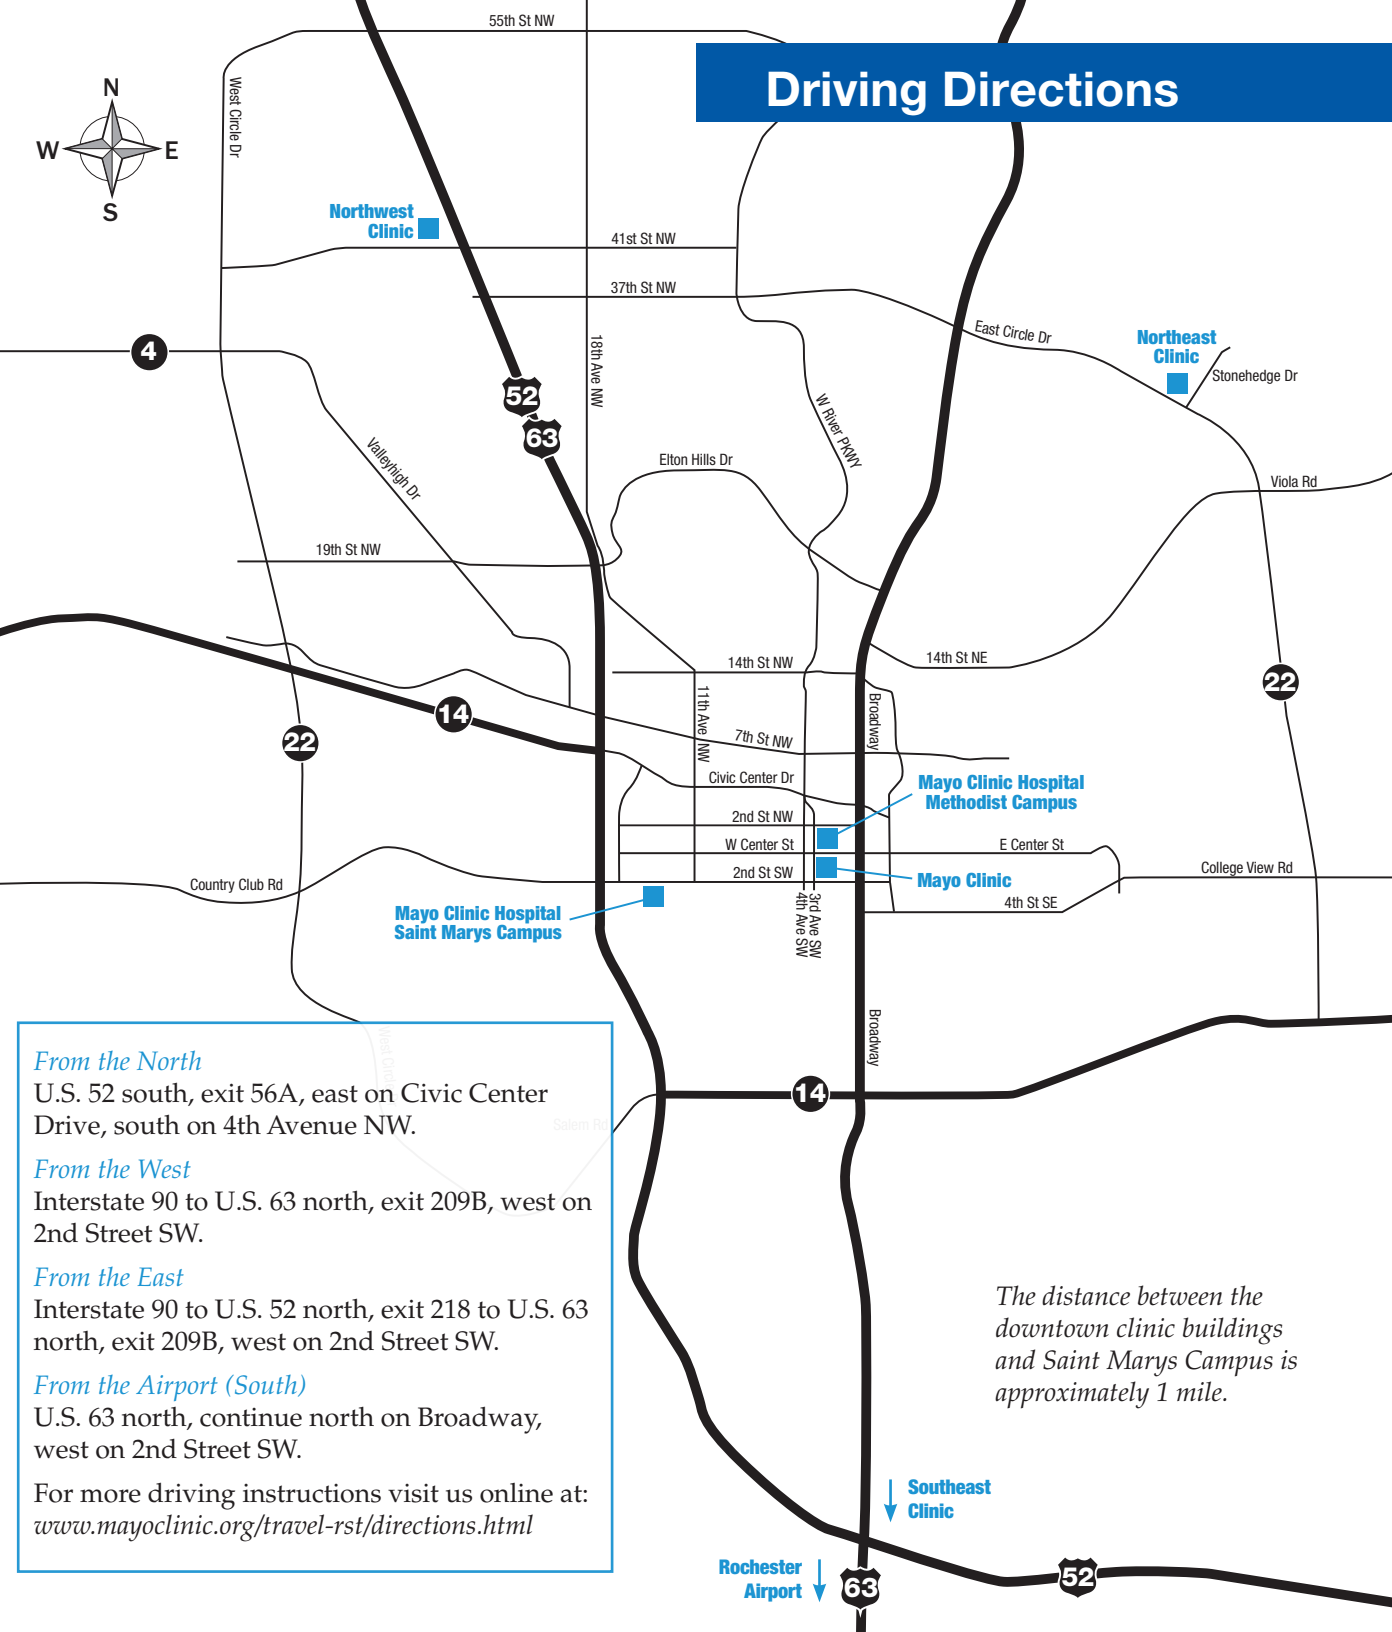 55th St NW
Driving Directions
West Circle Dr
N
W
E
S
Northwest
Clinic
41st St NW
37th St NW
18th Ave NW
East Circle Dr
Northeast
Clinic
Stonehedge Dr
4
52
63
W River PKWY
Valleyhigh Dr
Elton Hills Dr
Viola Rd
19th St NW
14th St NW
14th St NE
22
11th Ave NW
Broadway
14
22
7th St NW
Civic Center Dr
Mayo Clinic Hospital
Methodist Campus
2nd St NW
W Center St
E Center St
2nd St SW
Mayo Clinic
College View Rd
Country Club Rd
4th St SE
3rd Ave SW
4th Ave SW
Mayo Clinic Hospital
Saint Marys Campus
Broadway
14
West Circ
Salem Rd
From the North
U.S. 52 south, exit 56A, east on Civic Center
Drive, south on 4th Avenue NW.
From the West
Interstate 90 to U.S. 63 north, exit 209B, west on
2nd Street SW.
From the East
Interstate 90 to U.S. 52 north, exit 218 to U.S. 63
north, exit 209B, west on 2nd Street SW.
From the Airport (South)
U.S. 63 north, continue north on Broadway,
west on 2nd Street SW.
For more driving instructions visit us online at:
www.mayoclinic.org/travel-rst/directions.html
The distance between the
downtown clinic buildings
and Saint Marys Campus is
approximately 1 mile.
Southeast
Clinic
Rochester
Airport
63
52